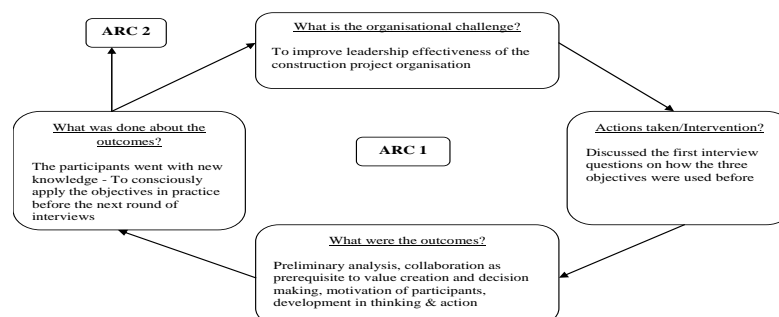 ARC 2
What is the organisational challenge?
To improve leadership effectiveness of the
construction project organisation
What was done about the
outcomes?
The participants went with new
knowledge - To consciously
apply the objectives in practice
before the next round of
interviews
ARC 1
Actions taken/Intervention?
Discussed the first interview
questions on how the three
objectives were used before
What were the outcomes?
Preliminary analysis, collaboration as
prerequisite to value creation and decision
making, motivation of participants,
development in thinking & action